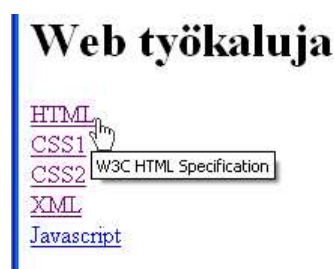 Web työkaluja
HTML
CSS1
W3C HTML Specification
CSS2
XML
Javascript